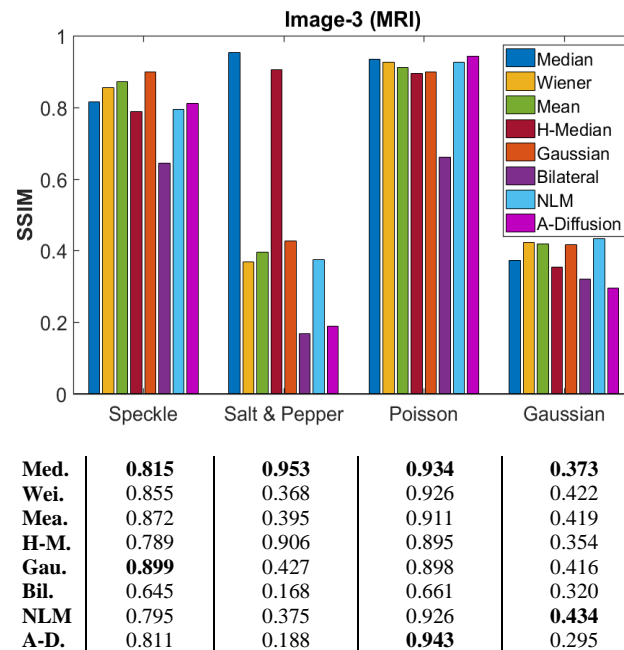 Image-3 (MRI)
1
0.8
0.6
0.4
0.2
0
SSIM
Median
Wiener
Mean
H-Median
Gaussian
Bilateral
NLM
A-Diffusion
Speckle Salt & Pepper Poisson Gaussian
Med. 0.815 0.953 0.934 0.373
Wei. 0.855 0.368 0.926 0.422
Mea. 0.872 0.395 0.911 0.419
H-M. 0.789 0.906 0.895 0.354
Gau. 0.899 0.427 0.898 0.416
Bil. 0.645 0.168 0.661 0.320
NLM 0.795 0.375 0.926 0.434
A-D. 0.811 0.188 0.943 0.295